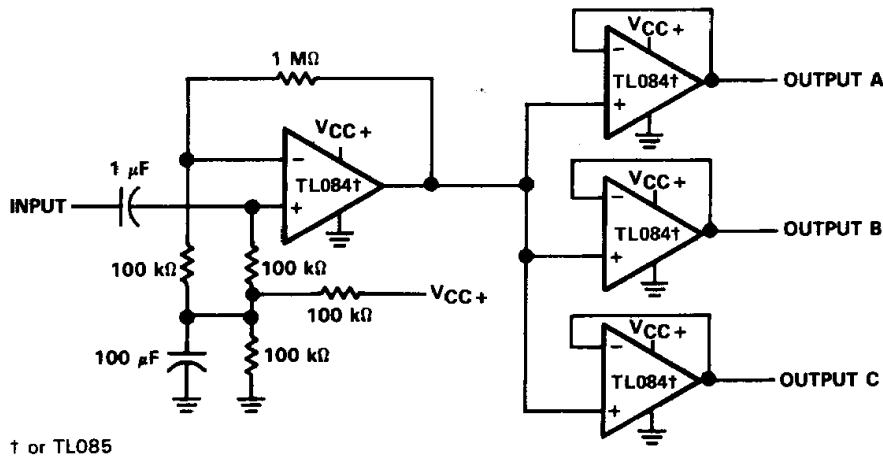 1 MΩ
VCC+
TL084†
1 μF
INPUT
100 kΩ
100 kΩ
100 kΩ
VCC+
100 μF
100 kΩ
VCC+
TL084†
OUTPUT A
VCC+
TL084†
OUTPUT B
VCC+
TL084†
OUTPUT C
† or TL085